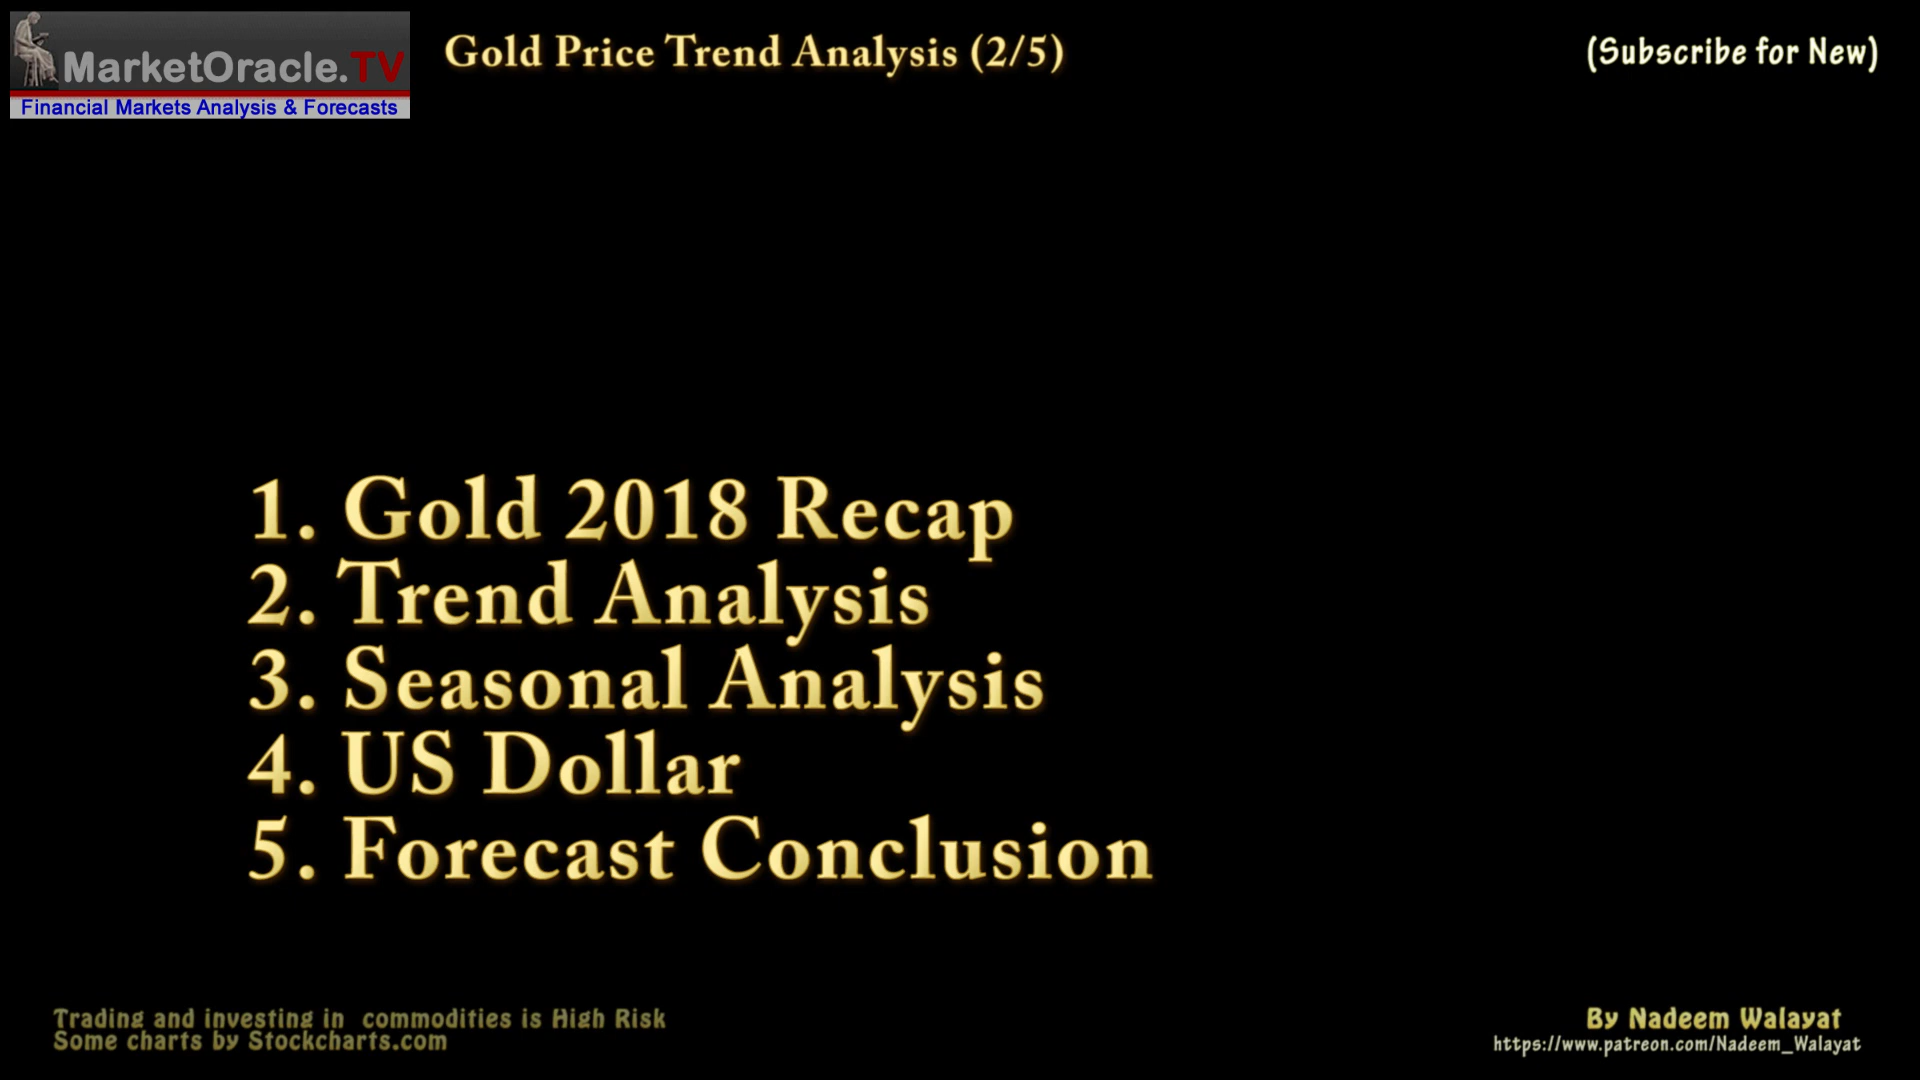 MarketOracle.TV
Financial Markets Analysis & Forecasts
Gold Price Trend Analysis (2/5)
(Subscribe for New)
1. Gold 2018 Recap
2. Trend Analysis
3. Seasonal Analysis
4. US Dollar
5. Forecast Conclusion
Trading and investing in commodities is High Risk
Some charts by Stockcharts.com
By Nadeem Walayat
https://www.patreon.com/Nadeem_Walayat